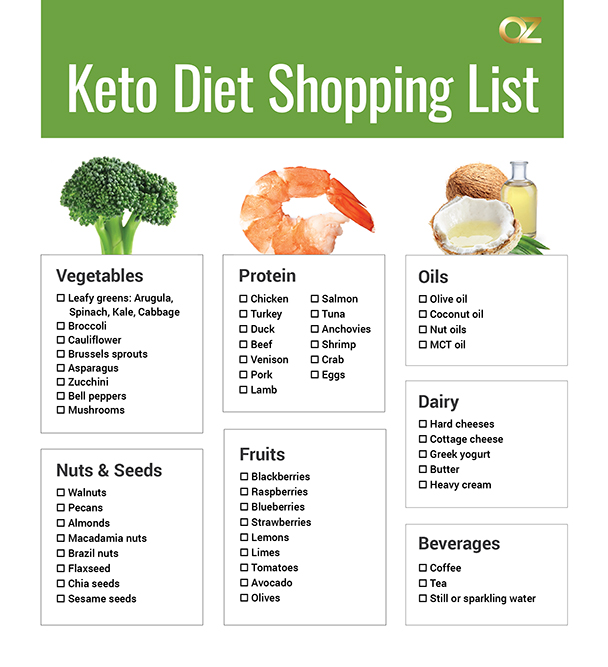 OZ
Keto Diet Shopping List
Vegetables
Leafy greens: Arugula,
Spinach, Kale, Cabbage
Broccoli
Cauliflower
Brussels sprouts
Asparagus
Zucchini
Bell peppers
Mushrooms
Protein
Chicken
Turkey
Duck
Beef
Venison
Pork
Lamb
Salmon
Tuna
Anchovies
Shrimp
Crab
Eggs
Oils
Olive oil
Coconut oil
Nut oils
MCT oil
Dairy
Hard cheeses
Cottage cheese
Greek yogurt
Butter
Heavy cream
Nuts & Seeds
Walnuts
Pecans
Almonds
Macadamia nuts
Brazil nuts
Flaxseed
Chia seeds
Sesame seeds
Fruits
Blackberries
Raspberries
Blueberries
Strawberries
Lemons
Limes
Tomatoes
Avocado
Olives
Beverages
Coffee
Tea
Still or sparkling water